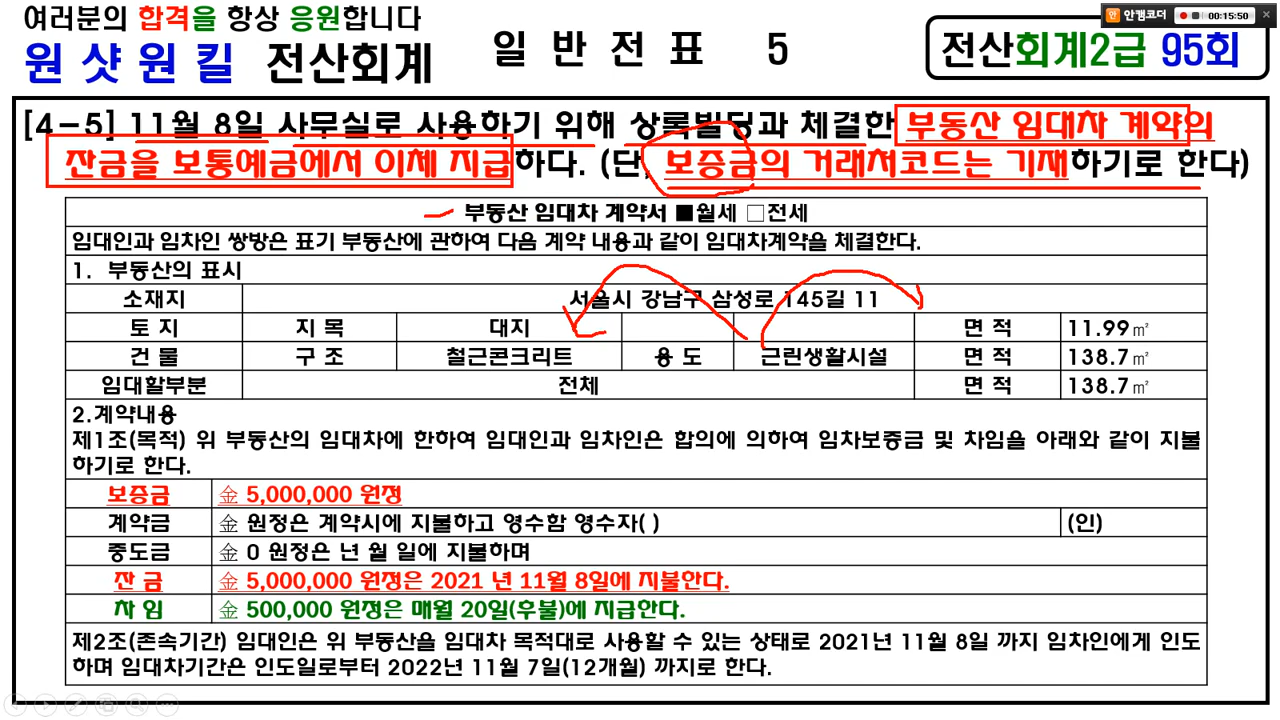 여러분의 합격을 항상 응원합니다
안캠코더 00:15:50
원 샷 원 킬 전산회계
일 반 전 표 5
전산회계2급 95회
[4-5] 11월 8일 사무실로 사용하기 위해 상록빌딩과 체결한 부동산 임대차 계약의
잔금을 보통예금에서 이체 지급하다. (단, 보증금의 거래처코드는 기재하기로 한다)
부동산 임대차 계약서 ■월세 □전세
임대인과 임차인 쌍방은 표기 부동산에 관하여 다음 계약 내용과 같이 임대차계약을 체결한다.
1. 부동산의 표시
소재지 서울시 강남구 삼성로 145길 11
토 지 지 목 대지 면 적 11.99㎡
건 물 구 조 철근콘크리트 용 도 근린생활시설 면 적 138.7㎡
임대할부분 전체 면 적 138.7㎡
2.계약내용
제1조(목적) 위 부동산의 임대차에 한하여 임대인과 임차인은 합의에 의하여 임차보증금 및 차임을 아래와 같이 지불
하기로 한다.
보증금 金 5,000,000 원정
계약금 金 원정은 계약시에 지불하고 영수함 영수자( ) (인)
중도금 金 0 원정은 년 월 일에 지불하며
잔 금 金 5,000,000 원정은 2021 년 11월 8일에 지불한다.
차 임 金 500,000 원정은 매월 20일(후불)에 지급한다.
제2조(존속기간) 임대인은 위 부동산을 임대차 목적대로 사용할 수 있는 상태로 2021년 11월 8일 까지 임차인에게 인도
하며 임대차기간은 인도일로부터 2022년 11월 7일(12개월) 까지로 한다.